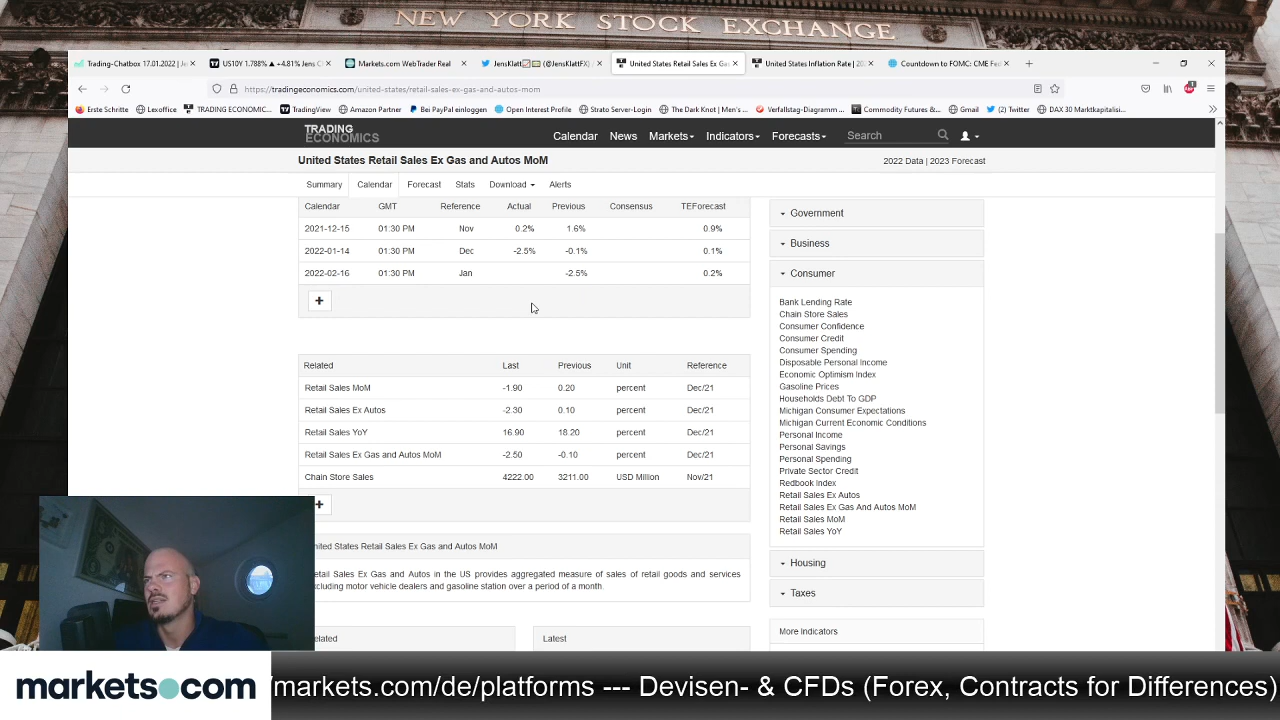 NEW YORK STOCK EXCHANGE
Trading-Chatbox 17.01.2022 | Je
US10Y 1.788% ▲ +4.81% Jens C
Markets.com WebTrader Real
(@JensKlattFX) /
United States Retail Sales Ex Ga
United States Inflation Rate | 202
Countdown to FOMC: CME Fe
https://tradingeconomics.com/united-states/retail-sales-ex-gas-and-autos-mom
Erste Schritte Lexoffice TRADING ECONOMIC... TradingView Amazon Partner Bei PayPal einloggen Open Interest Profile Strato Server-Login The Dark Knot | Men's ... Verfallstag-Diagramm ... Commodity Futures &... Gmail (2) Twitter DAX 30 Marktkapitalisi...
TRADING
ECONOMICS
Calendar News Markets Indicators Forecasts Search
United States Retail Sales Ex Gas and Autos MoM
2022 Data | 2023 Forecast
Summary Calendar Forecast Stats Download Alerts
Calendar GMT Reference Actual Previous Consensus TEForecast
2021-12-15 01:30 PM Nov 0.2% 1.6% 0.9%
2022-01-14 01:30 PM Dec -2.5% -0.1% 0.1%
2022-02-16 01:30 PM Jan -2.5% 0.2%
+
Related Last Previous Unit Reference
Retail Sales MoM -1.90 0.20 percent Dec/21
Retail Sales Ex Autos -2.30 0.10 percent Dec/21
Retail Sales YoY 16.90 18.20 percent Dec/21
Retail Sales Ex Gas and Autos MoM -2.50 -0.10 percent Dec/21
Chain Store Sales 4222.00 3211.00 USD Million Nov/21
+
United States Retail Sales Ex Gas and Autos MoM
Retail Sales Ex Gas and Autos in the US provides aggregated measure of sales of retail goods and services
excluding motor vehicle dealers and gasoline station over a period of a month.
Related
Latest
Government
Business
Consumer
Bank Lending Rate
Chain Store Sales
Consumer Confidence
Consumer Credit
Consumer Spending
Disposable Personal Income
Economic Optimism Index
Gasoline Prices
Households Debt To GDP
Michigan Consumer Expectations
Michigan Current Economic Conditions
Personal Income
Personal Savings
Personal Spending
Private Sector Credit
Redbook Index
Retail Sales Ex Autos
Retail Sales Ex Gas And Autos MoM
Retail Sales MoM
Retail Sales YoY
Housing
Taxes
More Indicators
markets.com
/markets.com/de/platforms --- Devisen- & CFDs (Forex, Contracts for Differences)